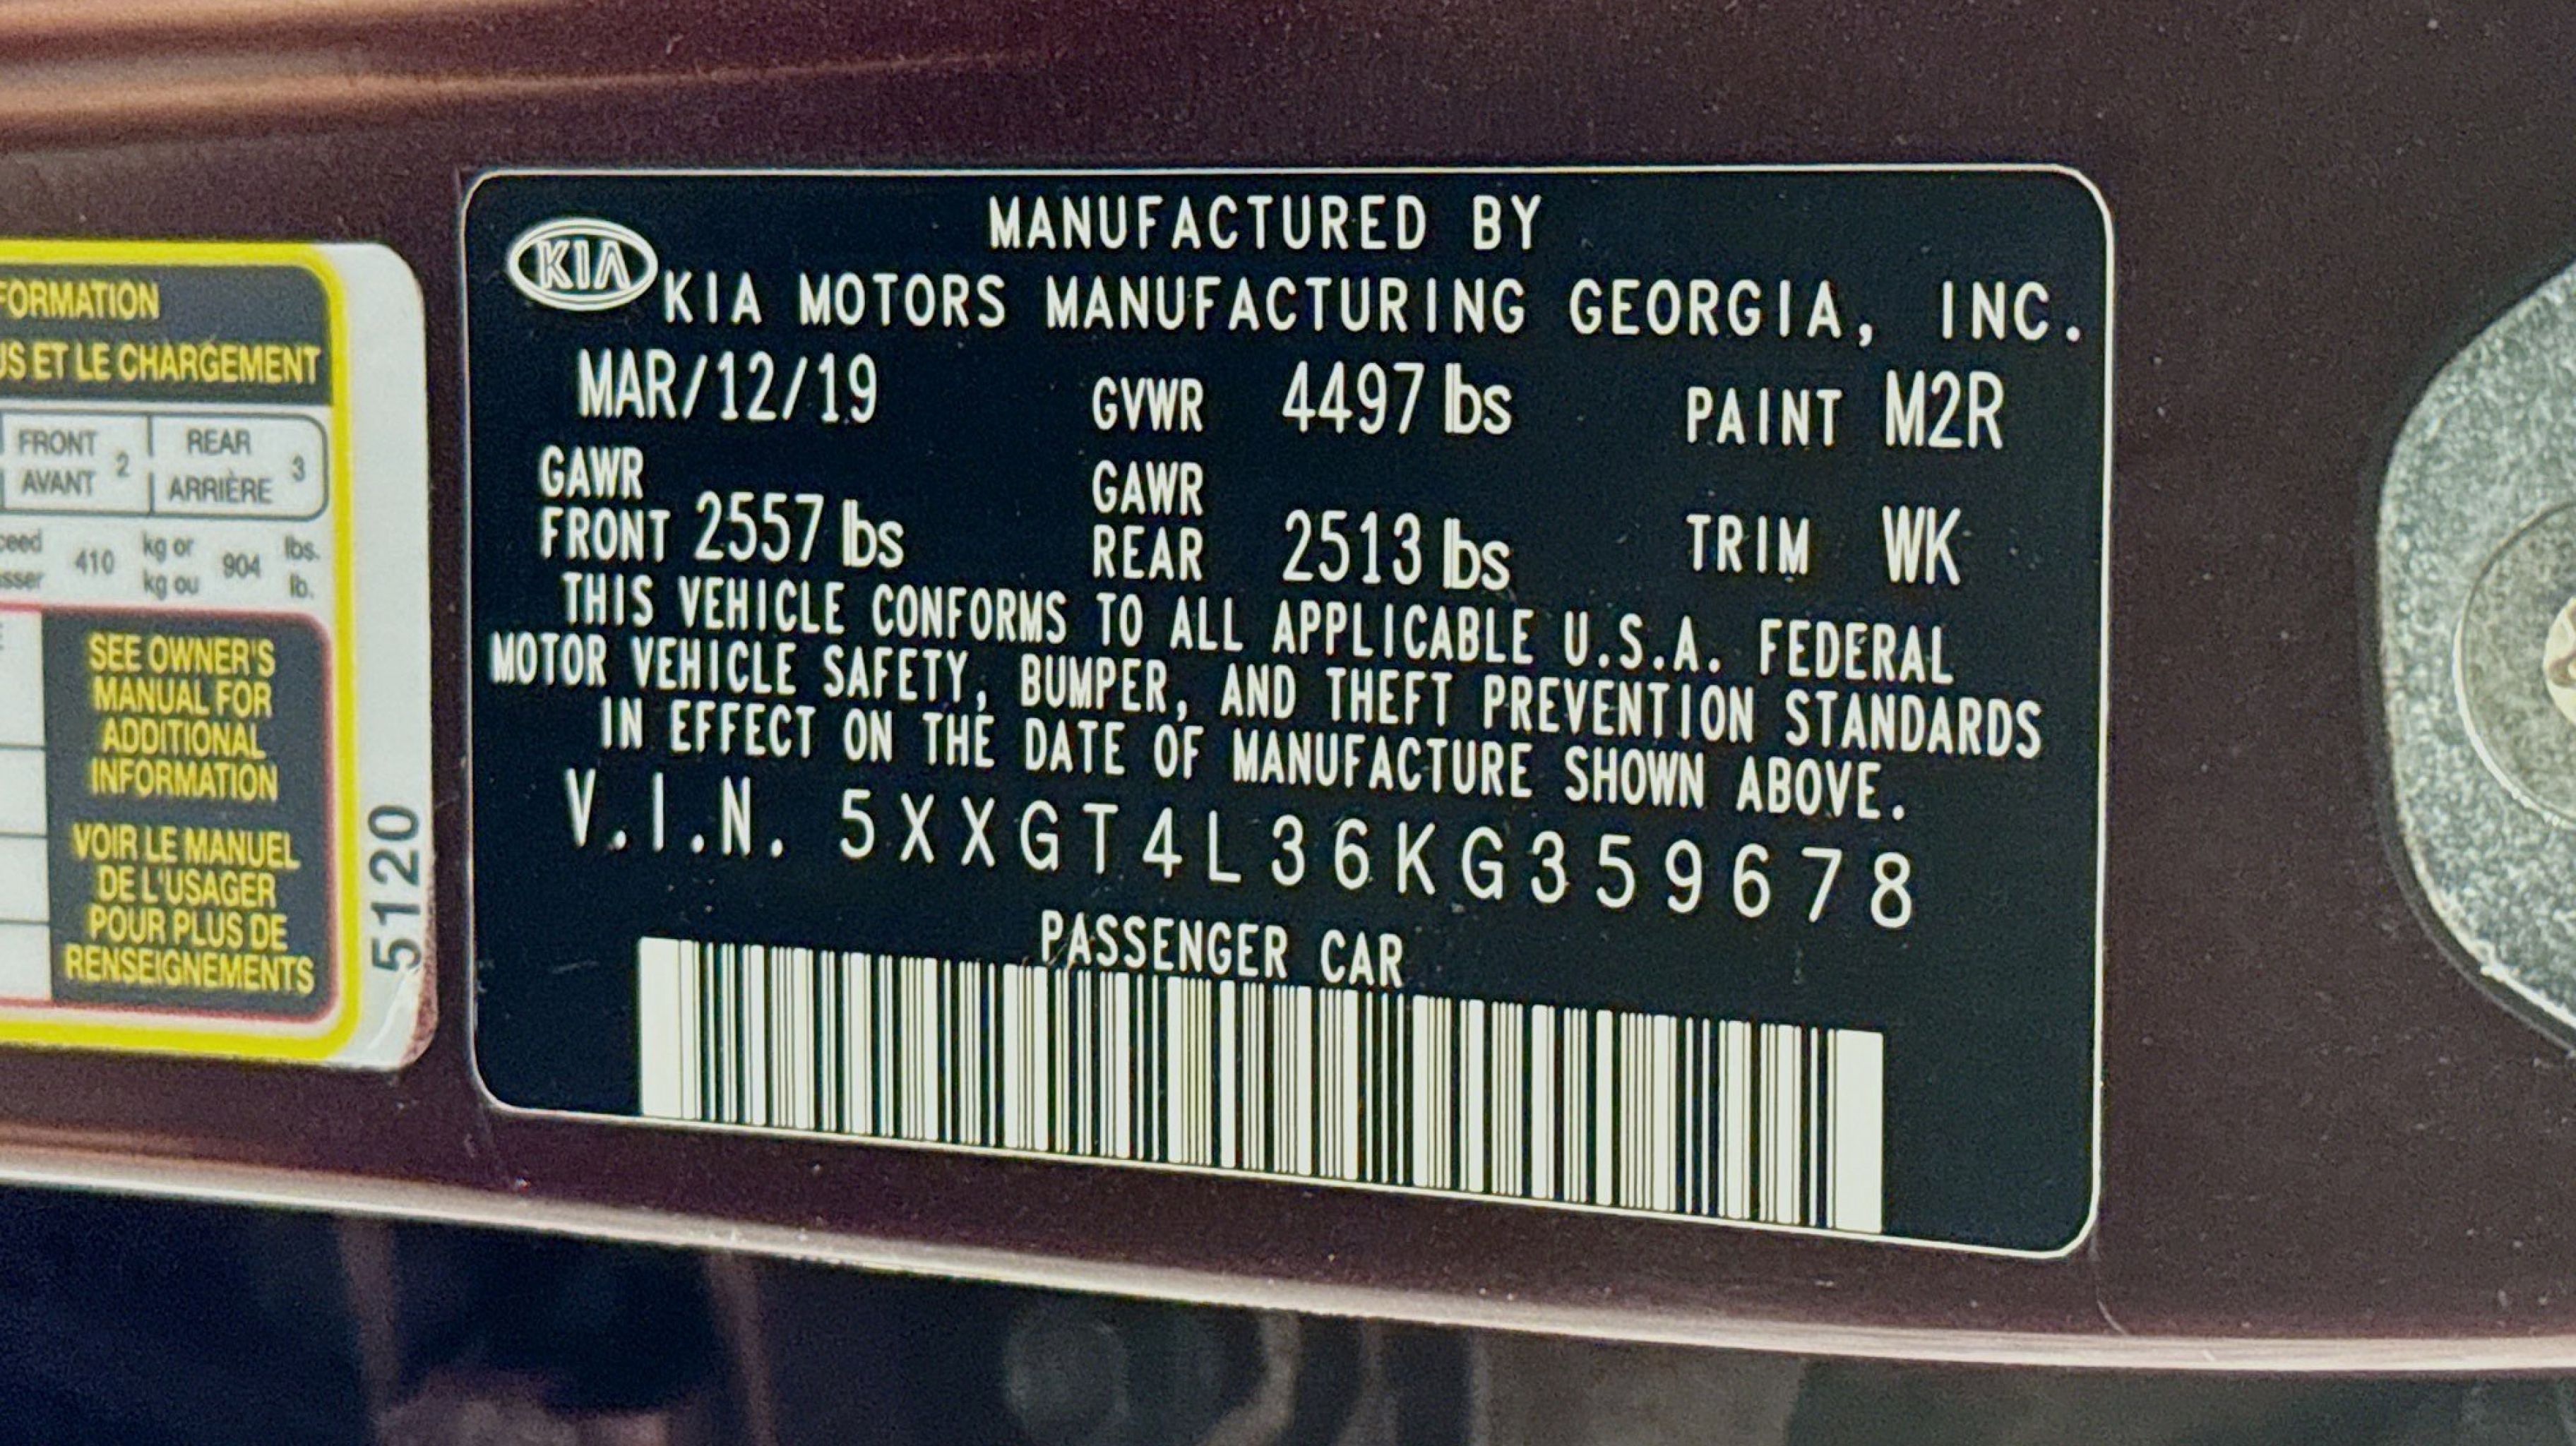 FORMATION
US ET LE CHARGEMENT
FRONT
AVANT 2
REAR
ARRIÈRE 3
410 kg or 904 lbs.
kg ou lb.
SEE OWNER'S
MANUAL FOR
ADDITIONAL
INFORMATION
VOIR LE MANUEL
DE L'USAGER
POUR PLUS DE
RENSEIGNEMENTS
5120
MANUFACTURED BY
KIA KIA MOTORS MANUFACTURING GEORGIA, INC.
MAR/12/19 GVWR 4497 lbs PAINT M2R
GAWR FRONT 2557 lbs GAWR REAR 2513 lbs TRIM WK
THIS VEHICLE CONFORMS TO ALL APPLICABLE U.S.A. FEDERAL
MOTOR VEHICLE SAFETY, BUMPER, AND THEFT PREVENTION STANDARDS
IN EFFECT ON THE DATE OF MANUFACTURE SHOWN ABOVE.
V.I.N. 5XXGT4L36KG359678
PASSENGER CAR